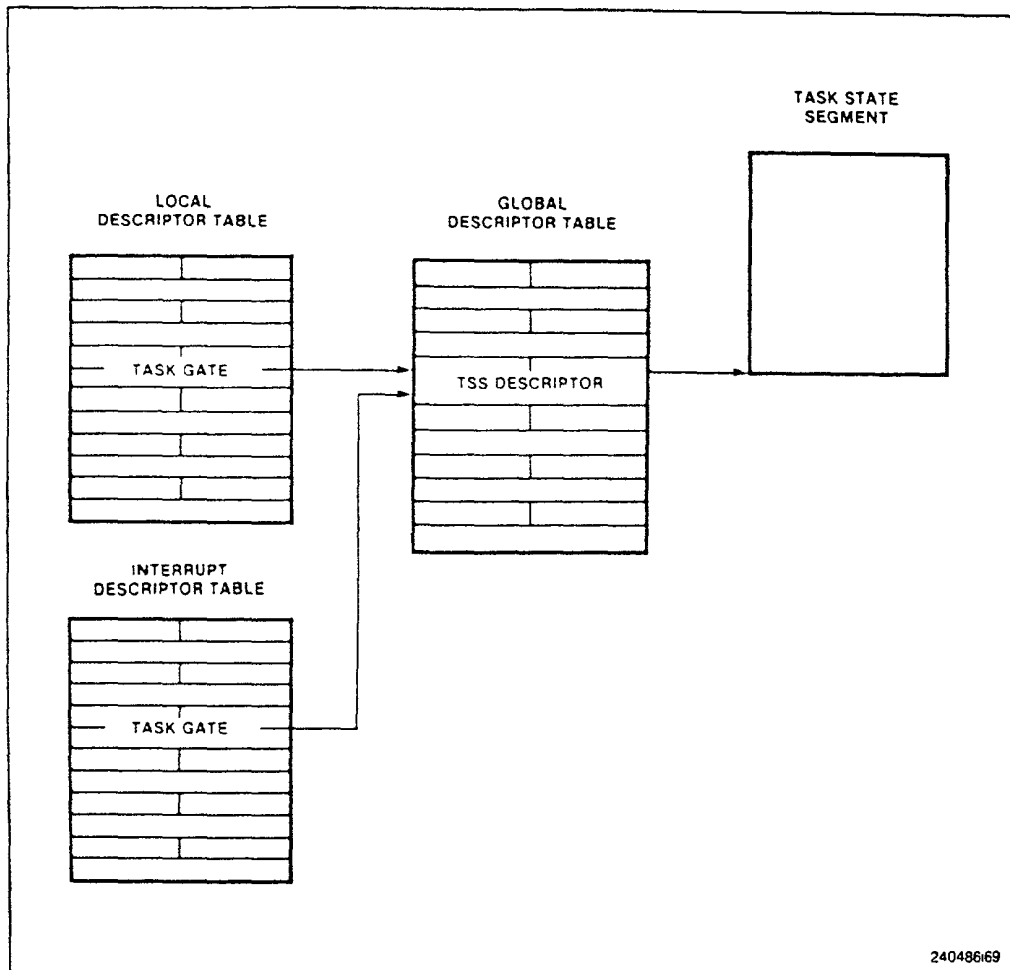 TASK STATE
SEGMENT
LOCAL
DESCRIPTOR TABLE
GLOBAL
DESCRIPTOR TABLE
TASK GATE
TSS DESCRIPTOR
INTERRUPT
DESCRIPTOR TABLE
TASK GATE
240486i69